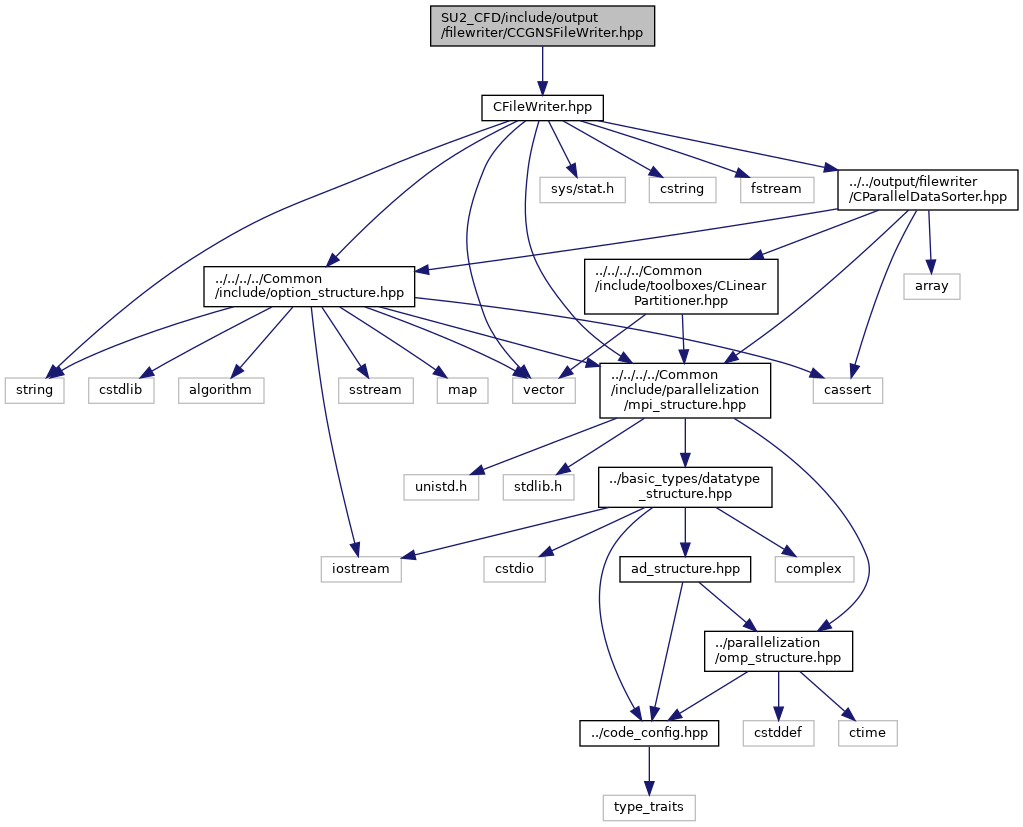 SU2_CFD/include/output
/filewriter/CCGNSFileWriter.hpp
CFileWriter.hpp
sys/stat.h
cstring
fstream
../../output/filewriter
/CParallelDataSorter.hpp
../../../../Common
/include/option_structure.hpp
../../../../Common
/include/toolboxes/CLinear
Partitioner.hpp
array
string
cstdlib
algorithm
sstream
map
vector
../../../../Common
/include/parallelization
/mpi_structure.hpp
cassert
unistd.h
stdlib.h
../basic_types/datatype
_structure.hpp
iostream
cstdio
ad_structure.hpp
complex
../parallelization
/omp_structure.hpp
../code_config.hpp
cstddef
ctime
type_traits